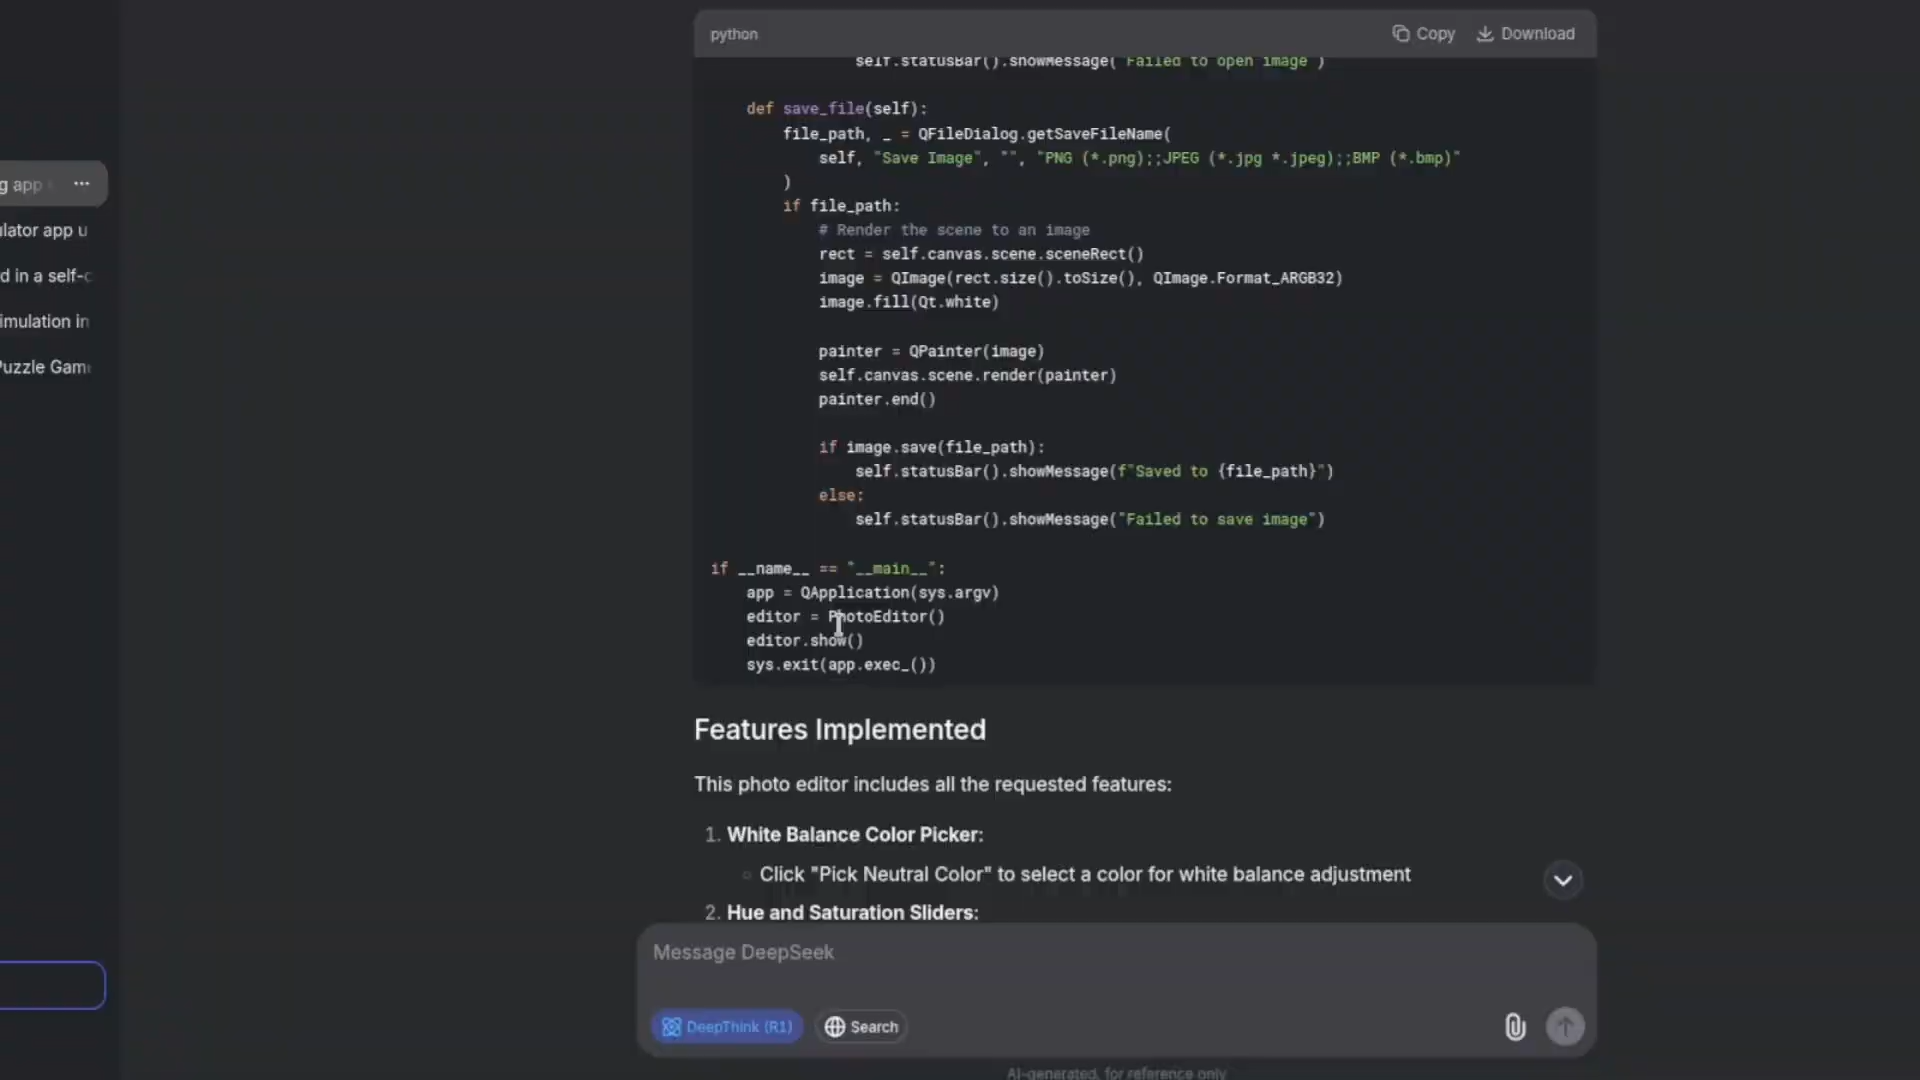 g app
ulator app u
d in a self-c
imulation in
Puzzle Gam
python
Copy
Download
self.statusBar().showMessage("Failed to open image")
def save_file(self):
file_path, _ = QFileDialog.getSaveFileName(
self, "Save Image", "", "PNG (*.png);;JPEG (*.jpg *.jpeg);;BMP (*.bmp)"
)
if file_path:
# Render the scene to an image
rect = self.canvas.scene.sceneRect()
image = QImage(rect.size().toSize(), QImage.Format_ARGB32)
image.fill(Qt.white)
painter = QPainter(image)
self.canvas.scene.render(painter)
painter.end()
if image.save(file_path):
self.statusBar().showMessage(f"Saved to {file_path}")
else:
self.statusBar().showMessage("Failed to save image")
if __name__ == "__main__":
app = QApplication(sys.argv)
editor = PhotoEditor()
editor.show()
sys.exit(app.exec_())
Features Implemented
This photo editor includes all the requested features:
1. White Balance Color Picker:
Click "Pick Neutral Color" to select a color for white balance adjustment
2. Hue and Saturation Sliders:
Message DeepSeek
DeepThink (R1)
Search
AI-generated, for reference only